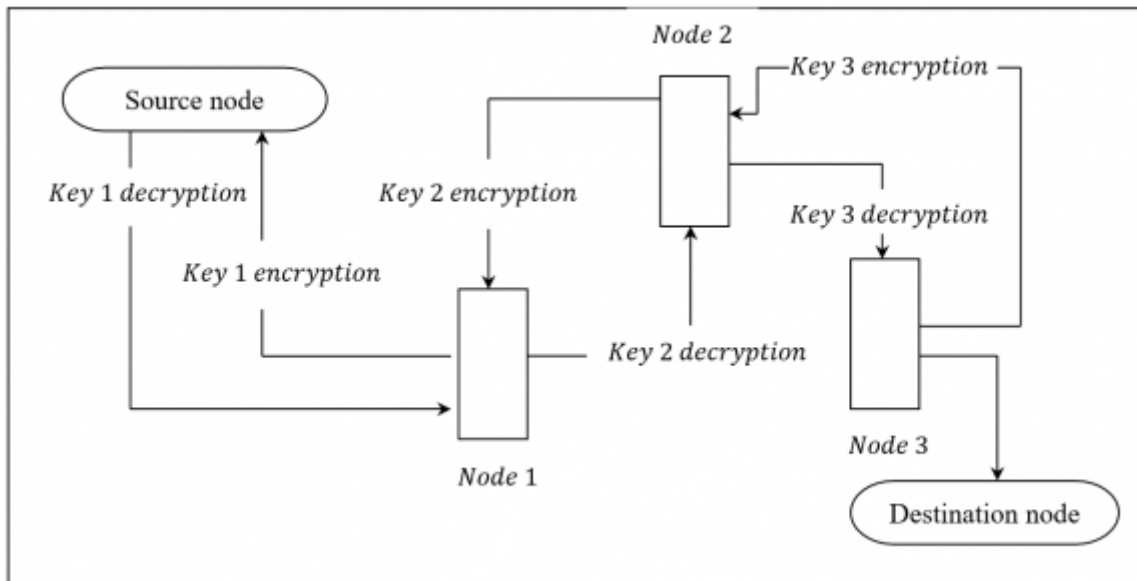 Node 2
Key 3 encryption
Source node
Key 1 decryption
Key 2 encryption
Key 3 decryption
Key 1 encryption
Key 2 decryption
Node 3
Node 1
Destination node